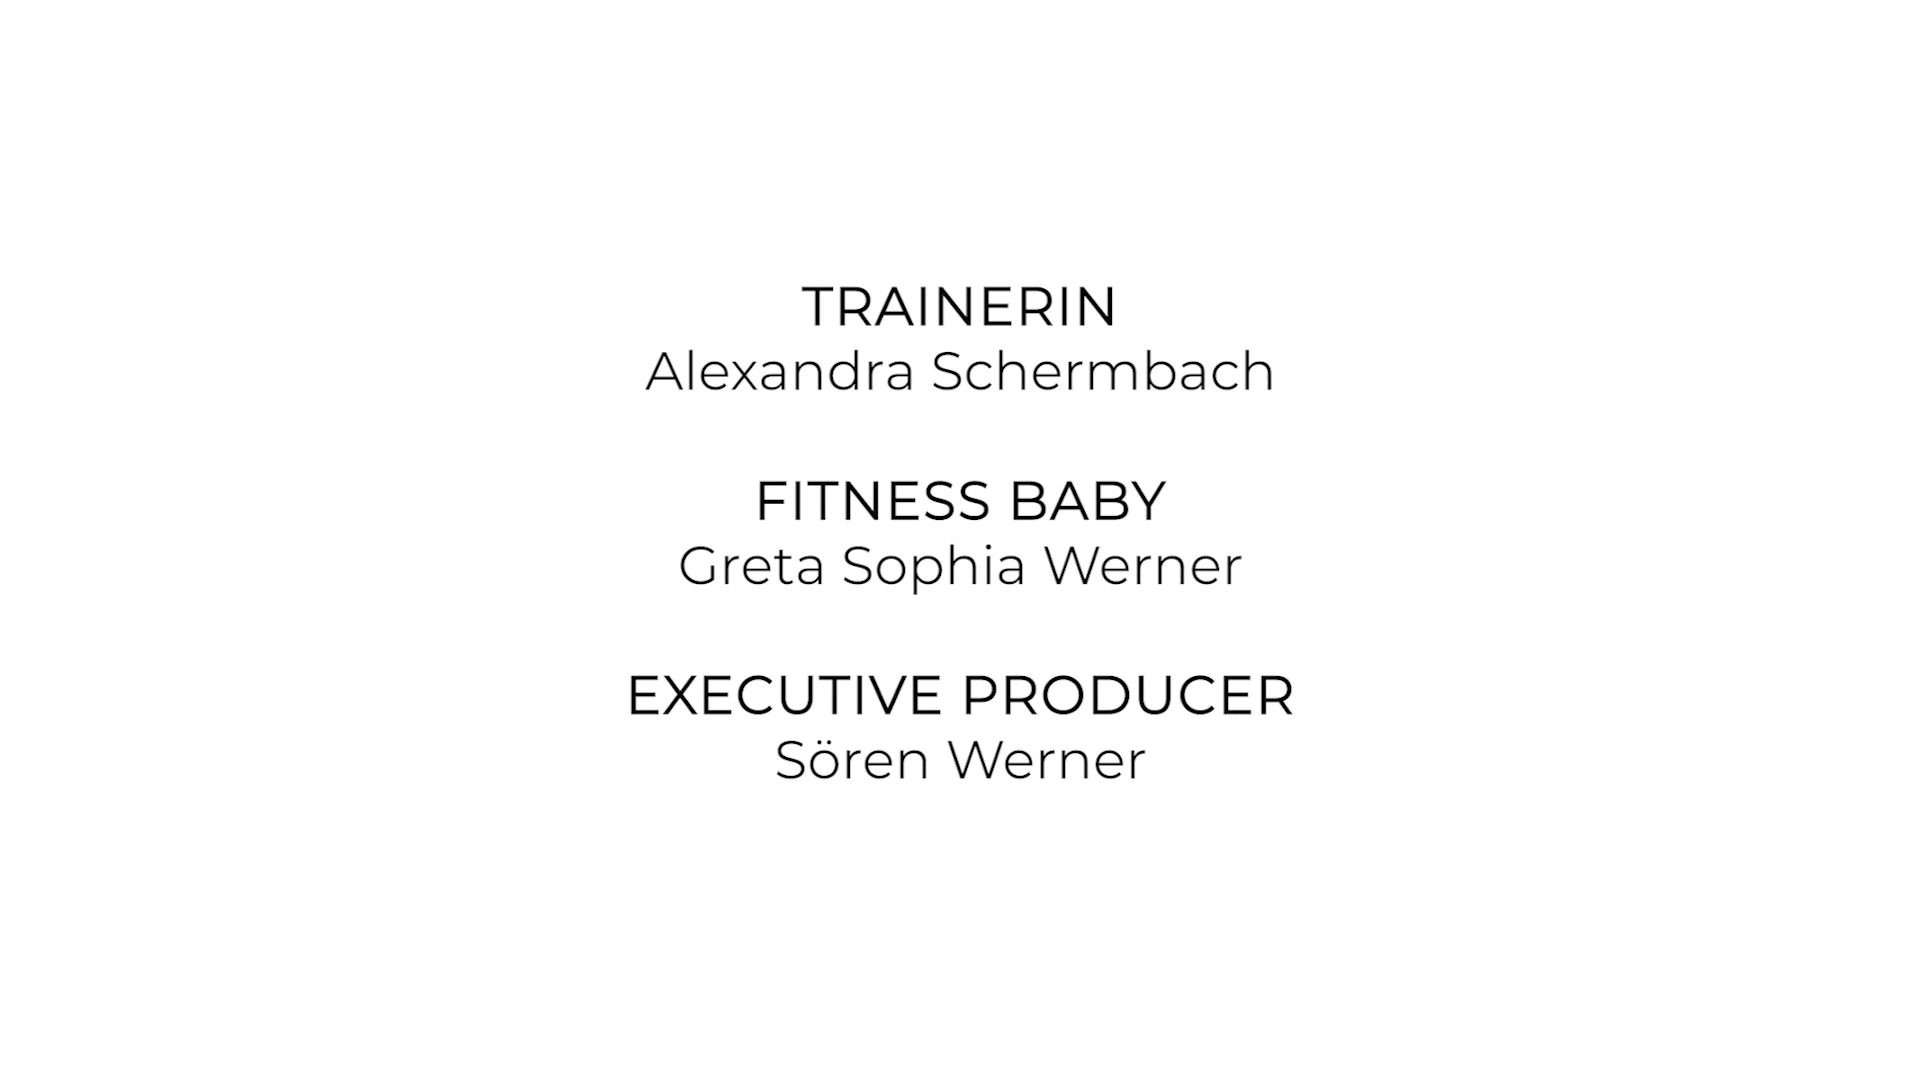 TRAINERIN
Alexandra Schermbach
FITNESS BABY
Greta Sophia Werner
EXECUTIVE PRODUCER
Sören Werner